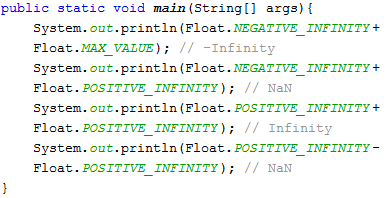 public static void main(String[] args){
System.out.println(Float.NEGATIVE_INFINITY+
Float.MAX_VALUE); // -Infinity
System.out.println(Float.NEGATIVE_INFINITY+
Float.POSITIVE_INFINITY); // NaN
System.out.println(Float.POSITIVE_INFINITY+
Float.POSITIVE_INFINITY); // Infinity
System.out.println(Float.POSITIVE_INFINITY-
Float.POSITIVE_INFINITY); // NaN
}